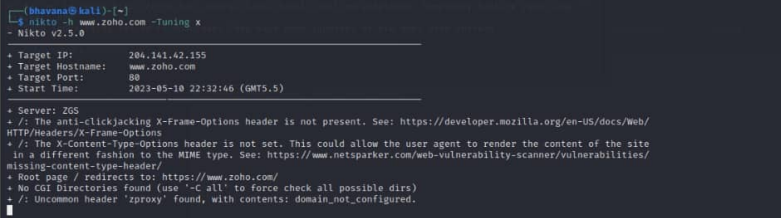 (bhavana㉿kali)-[~]
$ nikto -h www.zoho.com -Tuning x
- Nikto v2.5.0
+ Target IP: 204.141.42.155
+ Target Hostname: www.zoho.com
+ Target Port: 80
+ Start Time: 2023-05-10 22:32:46 (GMT5.5)
+ Server: ZGS
+ /: The anti-clickjacking X-Frame-Options header is not present. See: https://developer.mozilla.org/en-US/docs/Web/
HTTP/Headers/X-Frame-Options
+ /: The X-Content-Type-Options header is not set. This could allow the user agent to render the content of the site
in a different fashion to the MIME type. See: https://www.netsparker.com/web-vulnerability-scanner/vulnerabilities/
missing-content-type-header/
+ Root page / redirects to: https://www.zoho.com/
+ No CGI Directories found (use '-C all' to force check all possible dirs)
+ /: Uncommon header 'zproxy' found, with contents: domain_not_configured.